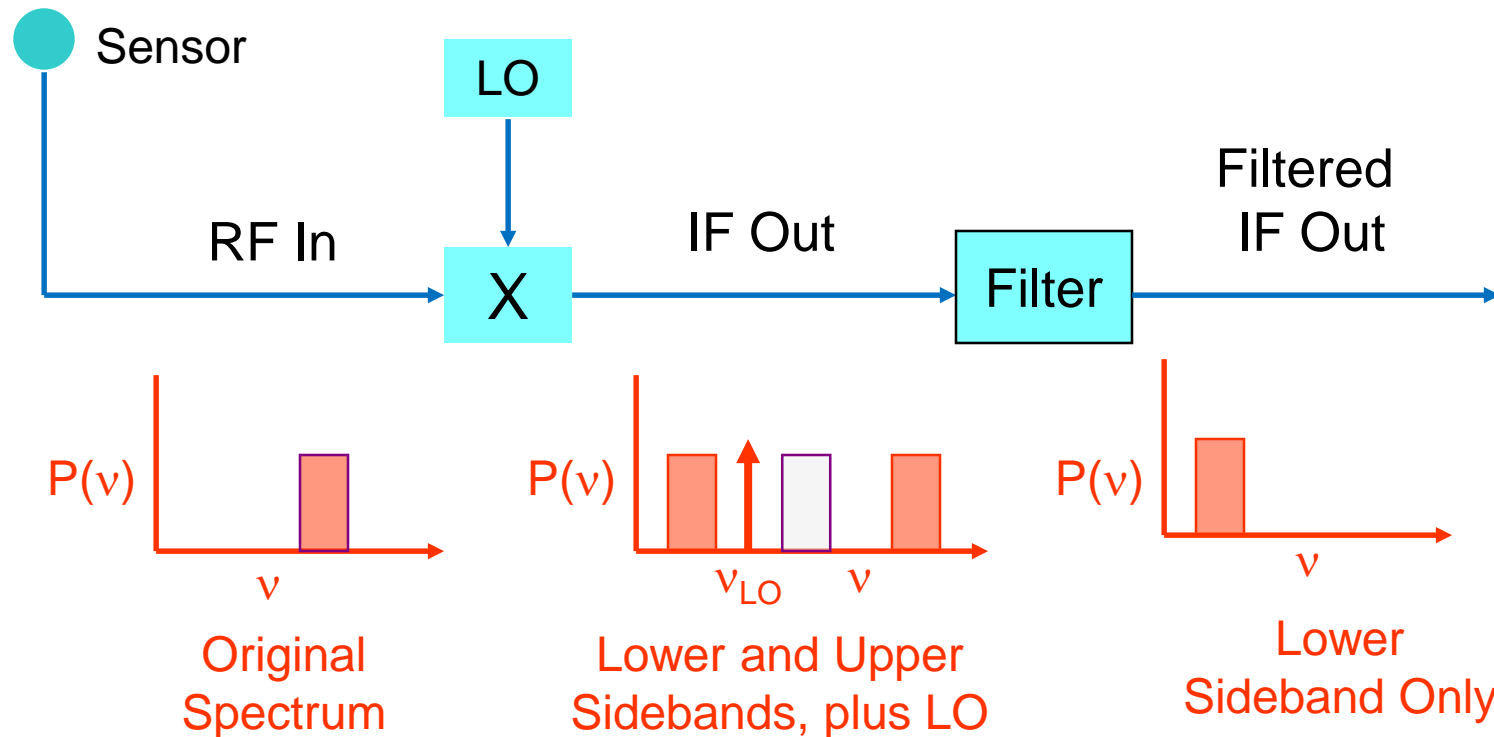 Sensor
LO
RF In
X
IF Out
Filter
Filtered
IF Out
P(ν)
ν
Original
Spectrum
P(ν)
νLO
ν
Lower and Upper
Sidebands, plus LO
P(ν)
ν
Lower
Sideband Only